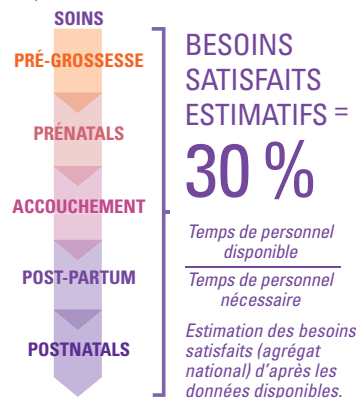 SOINS
PRÉ-GROSSESSE
PRÉNATALS
ACCOUCHEMENT
POST-PARTUM
POSTNATALS
BESOINS
SATISFAITS
ESTIMATIFS =
30 %
Temps de personnel
disponible
Temps de personnel
nécessaire
Estimation des besoins
satisfaits (agrégat
national) d’après les
données disponibles.